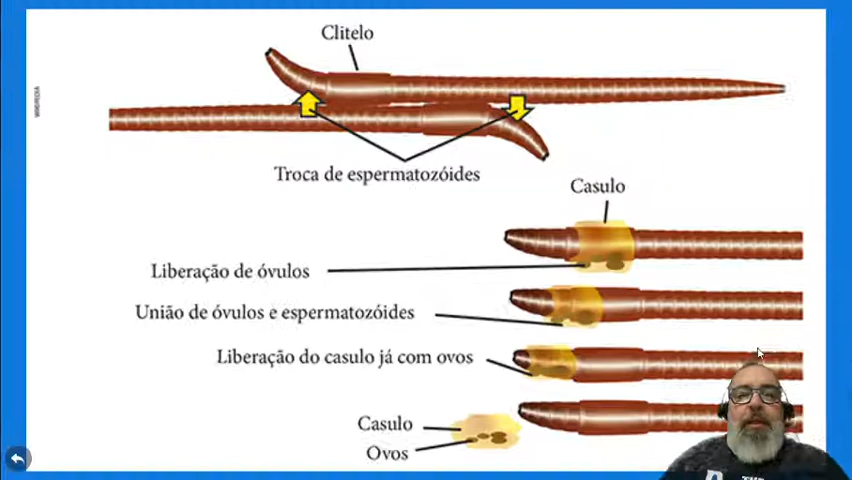 Clitelo
Troca de espermatozóides
Casulo
Liberação de óvulos
União de óvulos e espermatozóides
Liberação do casulo já com ovos
Casulo
Ovos